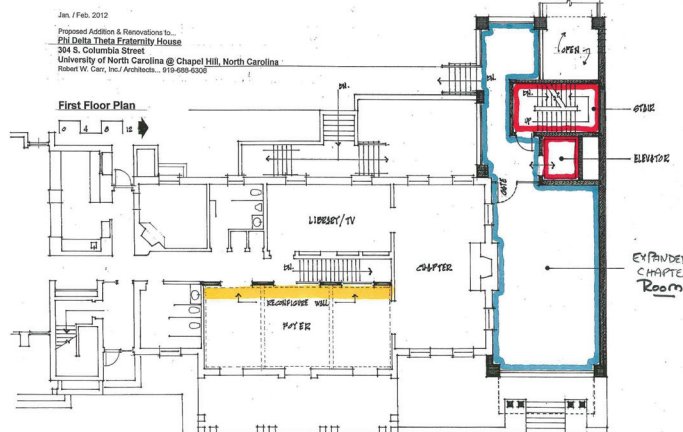 Jan. / Feb. 2012
Proposed Addition & Renovations to...
Phi Delta Theta Fraternity House
304 S. Columbia Street
University of North Carolina @ Chapel Hill, North Carolina
Robert W. Carr, Inc./ Architects... 919-688-6308
First Floor Plan
0 4 8 12
DN.
DN.
OPEN
DN.
UP
STAIR
ELEVATOR
GATE
LIBRARY/TV
CHAPTER
DN.
EXPANDED
CHAPTER
Room
RECONFIGURE WALL
FOYER